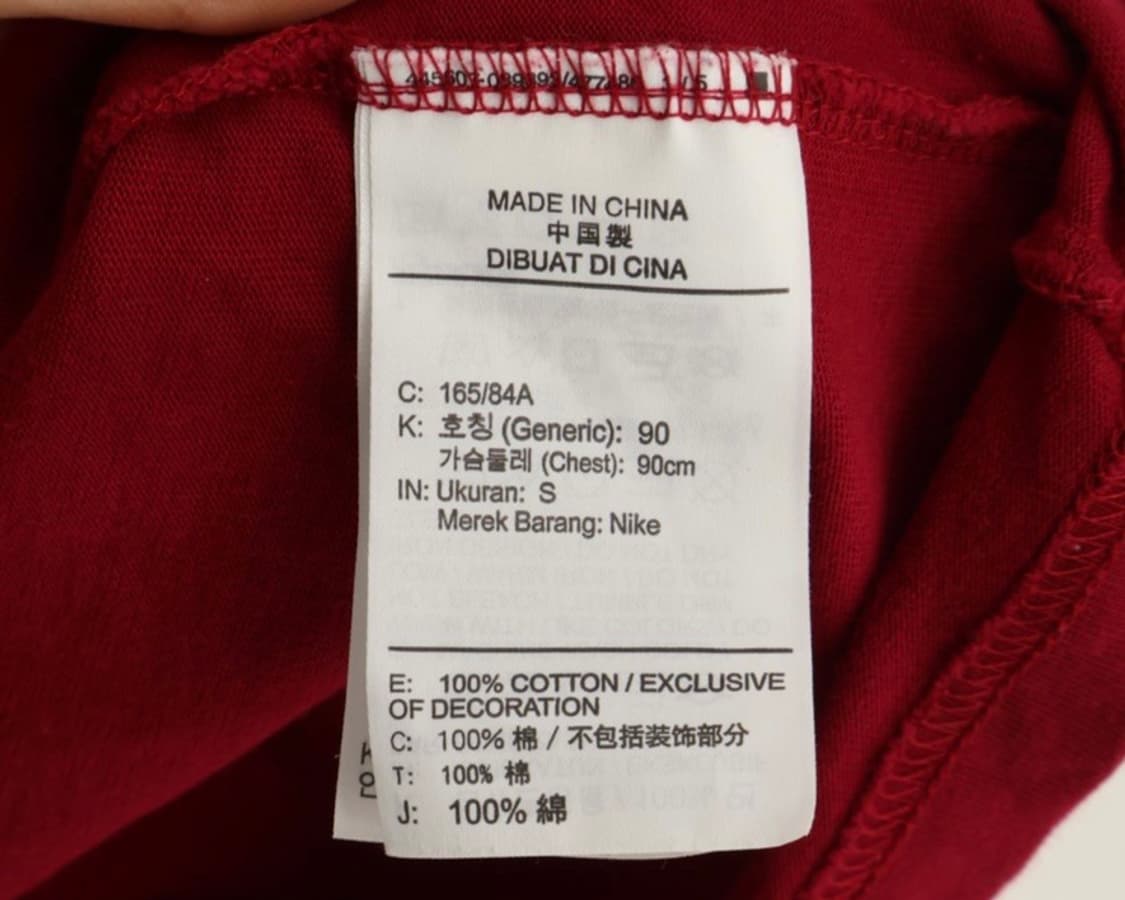 MADE IN CHINA
中国製
DIBUAT DI CINA
C: 165/84A
K: 호칭 (Generic): 90
가슴둘레 (Chest): 90cm
IN: Ukuran: S
Merek Barang: Nike
E: 100% COTTON / EXCLUSIVE
OF DECORATION
C: 100% 棉 / 不包括装饰部分
T: 100% 棉
J: 100% 綿